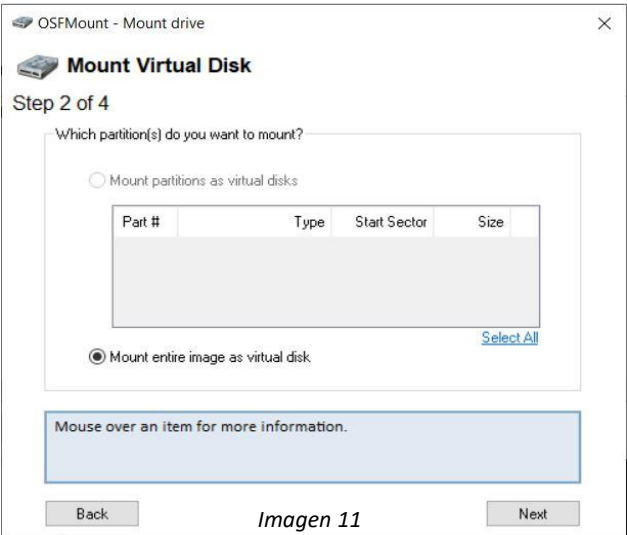 OSFMount - Mount drive
Mount Virtual Disk
Step 2 of 4
Which partition(s) do you want to mount?
Mount partitions as virtual disks
Part # Type Start Sector Size
Select All
Mount entire image as virtual disk
Mouse over an item for more information.
Back Imagen 11 Next